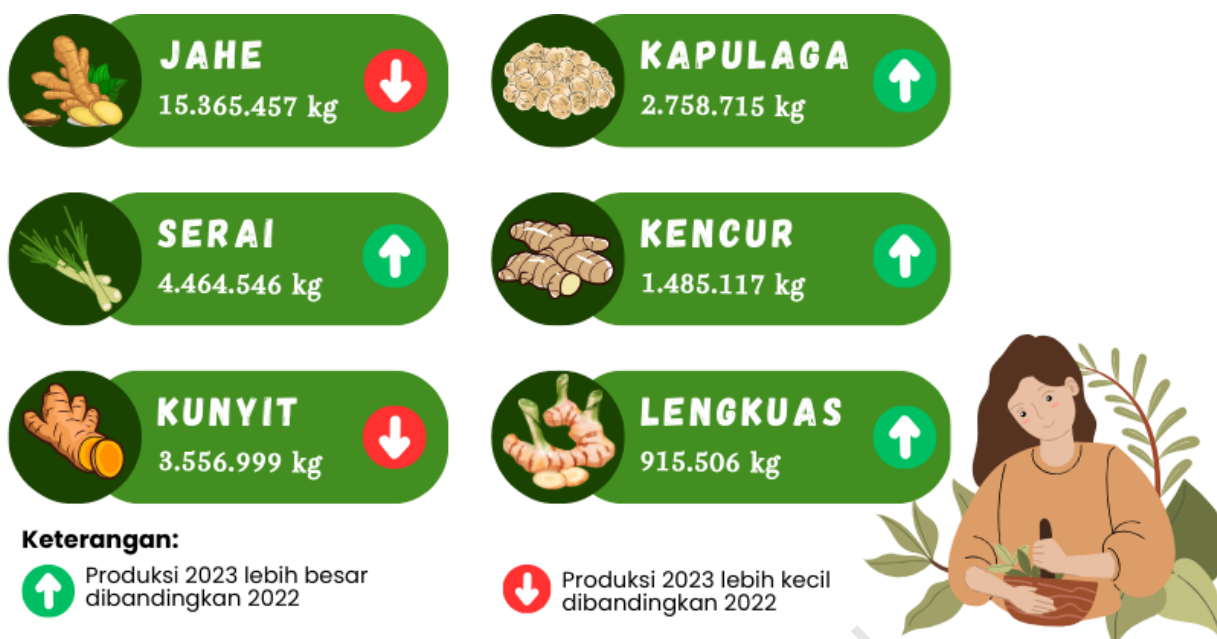 JAHE
15.365.457 kg
KAPULAGA
2.758.715 kg
SERAI
4.464.546 kg
KENCUR
1.485.117 kg
KUNYIT
3.556.999 kg
LENGKUAS
915.506 kg
Keterangan:
Produksi 2023 lebih besar
dibandingkan 2022
Produksi 2023 lebih kecil
dibandingkan 2022